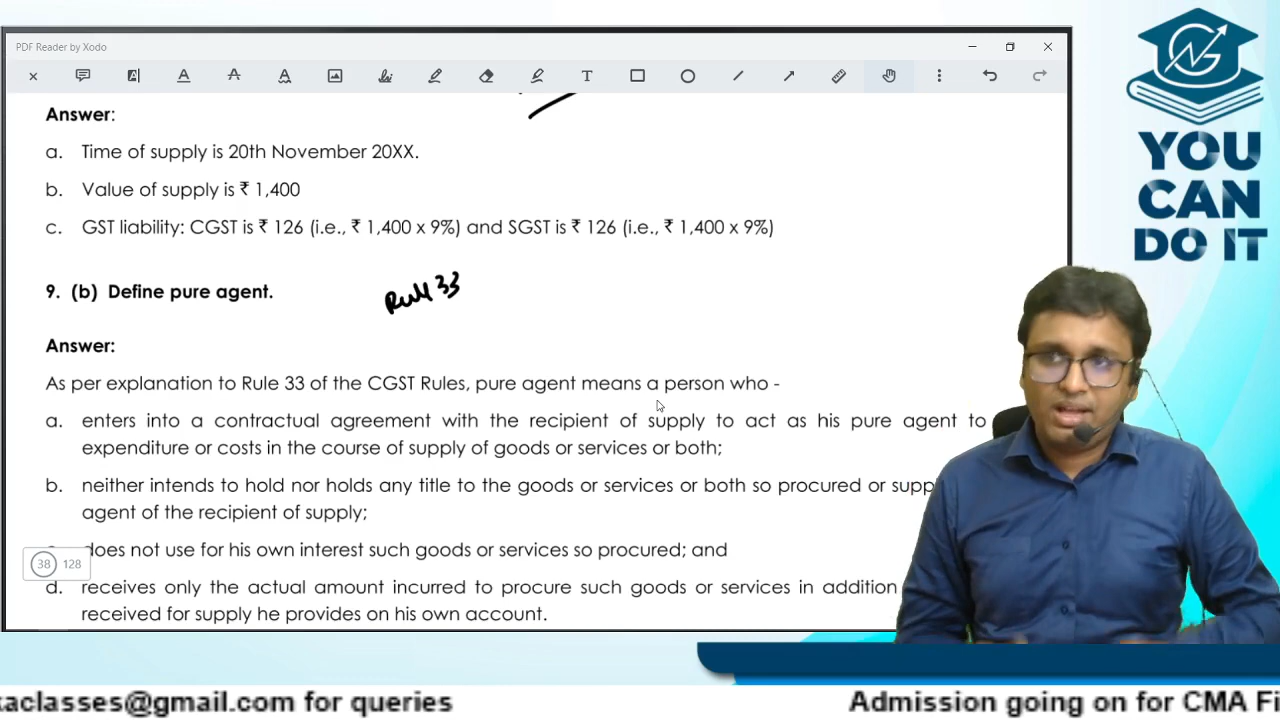 PDF Reader by Xodo
Answer:
a. Time of supply is 20th November 20XX.
b. Value of supply is ₹ 1,400
c. GST liability: CGST is ₹ 126 (i.e., ₹ 1,400 x 9%) and SGST is ₹ 126 (i.e., ₹ 1,400 x 9%)
9. (b) Define pure agent.
Rule 33
Answer:
As per explanation to Rule 33 of the CGST Rules, pure agent means a person who -
a. enters into a contractual agreement with the recipient of supply to act as his pure agent to
expenditure or costs in the course of supply of goods or services or both;
b. neither intends to hold nor holds any title to the goods or services or both so procured or
agent of the recipient of supply;
does not use for his own interest such goods or services so procured; and
38 128
d. receives only the actual amount incurred to procure such goods or services in addition
received for supply he provides on his own account.
YOU
CAN
DO IT
kaclasses@gmail.com for queries
Admission going on for CMA Fi